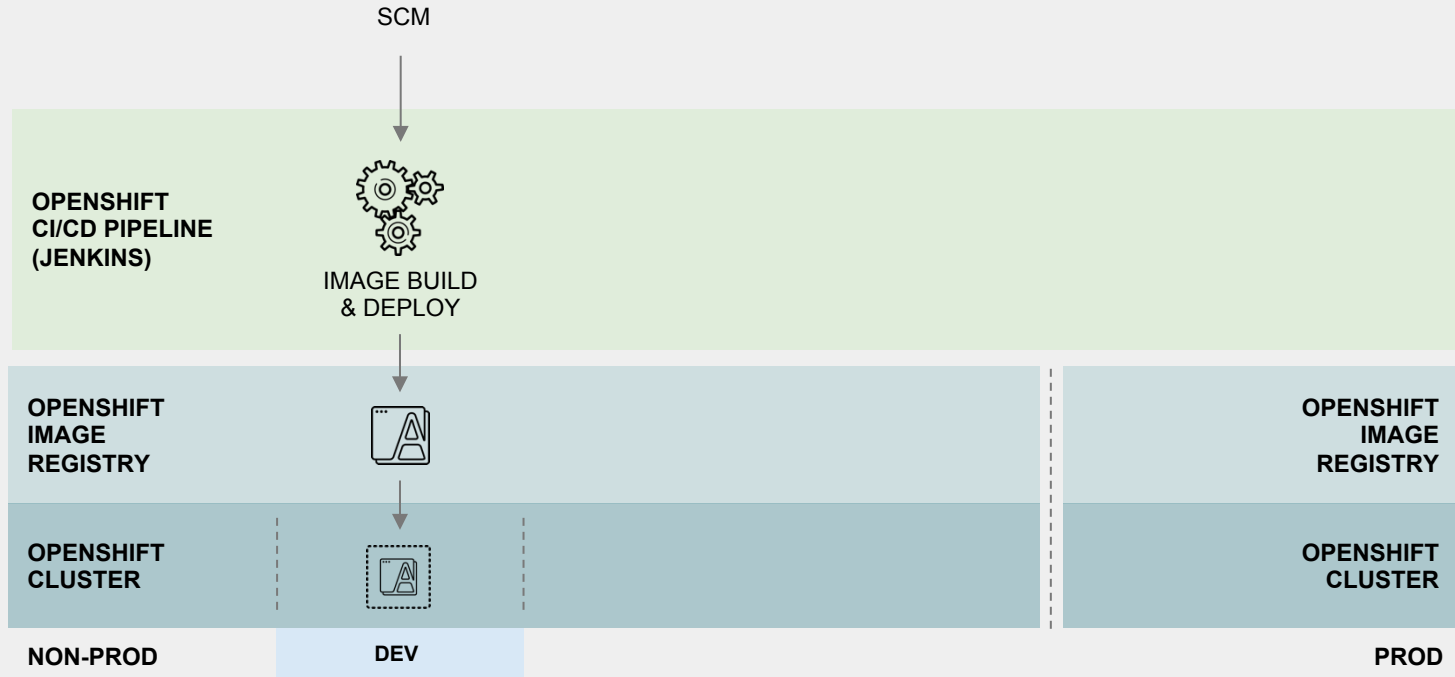 SCM
OPENSHIFT
CI/CD PIPELINE
(JENKINS)
IMAGE BUILD
& DEPLOY
OPENSHIFT
IMAGE
REGISTRY
OPENSHIFT
IMAGE
REGISTRY
OPENSHIFT
CLUSTER
OPENSHIFT
CLUSTER
NON-PROD
DEV
PROD